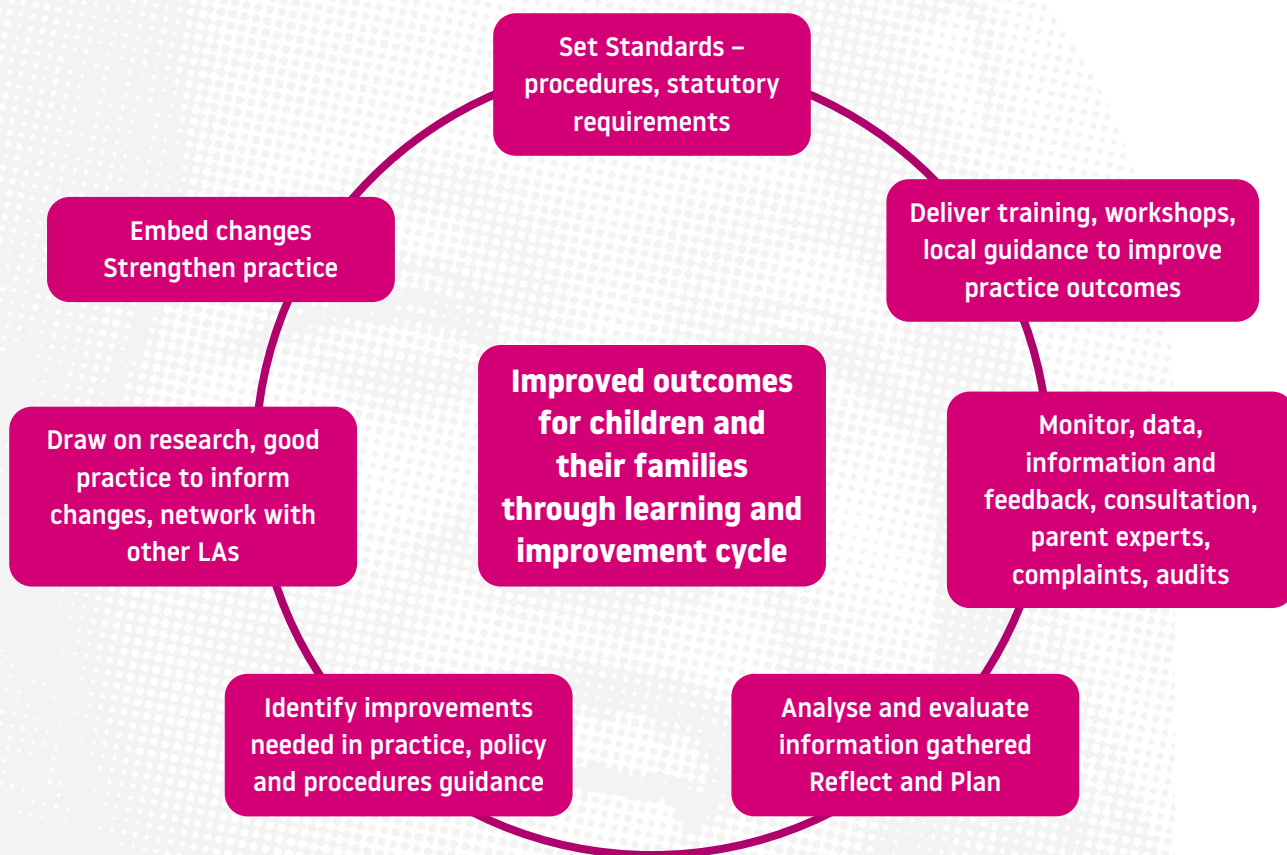 Set Standards –
procedures, statutory
requirements
Deliver training, workshops,
local guidance to improve
practice outcomes
Monitor, data,
information and
feedback, consultation,
parent experts,
complaints, audits
Analyse and evaluate
information gathered
Reflect and Plan
Identify improvements
needed in practice, policy
and procedures guidance
Draw on research, good
practice to inform
changes, network with
other LAs
Embed changes
Strengthen practice
Improved outcomes
for children and
their families
through learning and
improvement cycle